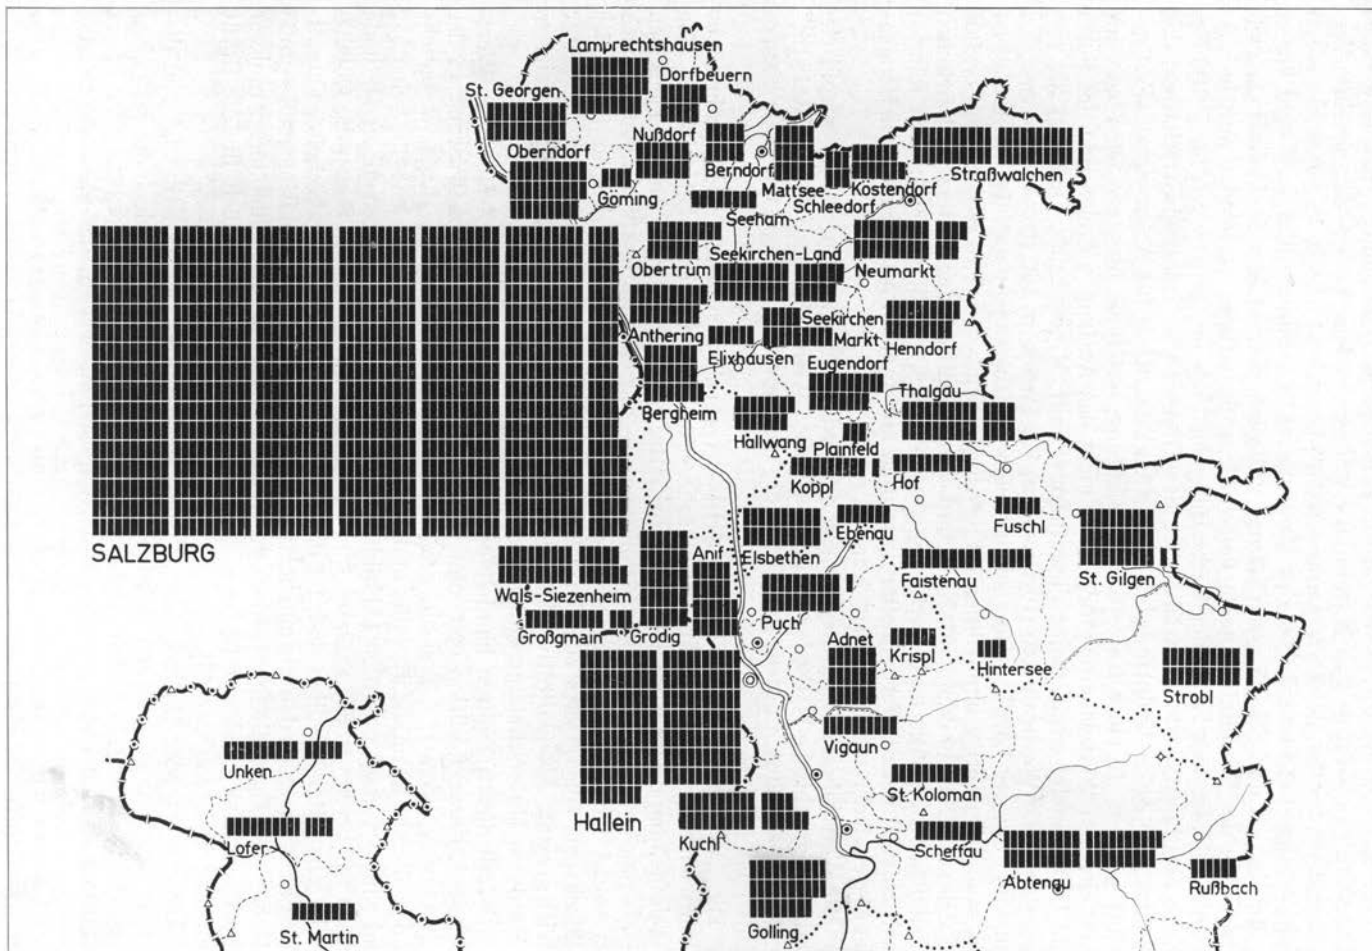 Lamprechtshausen
Dorfbeuern
St. Georgen
Nußdorf
Oberndorf
Berndorf
Mattsee
Köstendorf
Straßwalchen
Göming
Schleedorf
Seeham
Seekirchen-Land
Obertrum
Neumarkt
Anthering
Seekirchen
Markt
Henndorf
Elixhausen
Eugendorf
Thalgau
Bergheim
Hallwang
Plainfeld
Koppl
Hof
Fuschl
Ebenau
SALZBURG
Anif
Elsbethen
Faistenau
St. Gilgen
Wals-Siezenheim
Großgmain
Grödig
Puch
Adnet
Krispl
Hintersee
Strobl
Vigaun
Unken
St. Koloman
Hallein
Lofer
Kuchl
Scheffau
Abtenau
Rußbach
St. Martin
Golling